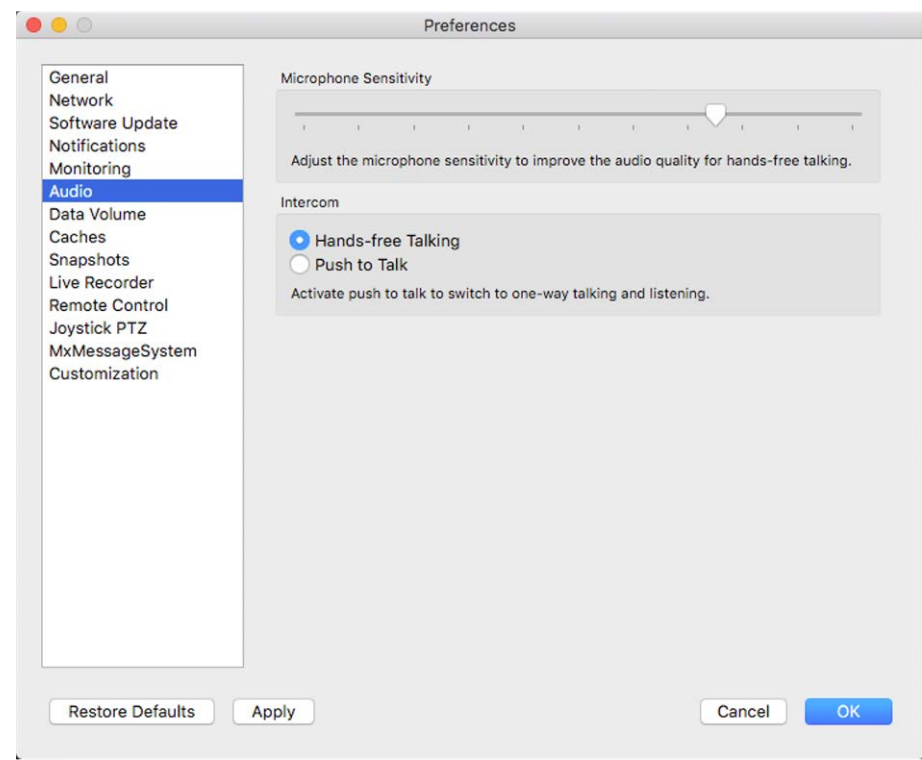 Preferences
General
Network
Software Update
Notifications
Monitoring
Audio
Data Volume
Caches
Snapshots
Live Recorder
Remote Control
Joystick PTZ
MxMessageSystem
Customization
Microphone Sensitivity
Adjust the microphone sensitivity to improve the audio quality for hands-free talking.
Intercom
Hands-free Talking
Push to Talk
Activate push to talk to switch to one-way talking and listening.
Restore Defaults
Apply
Cancel
OK